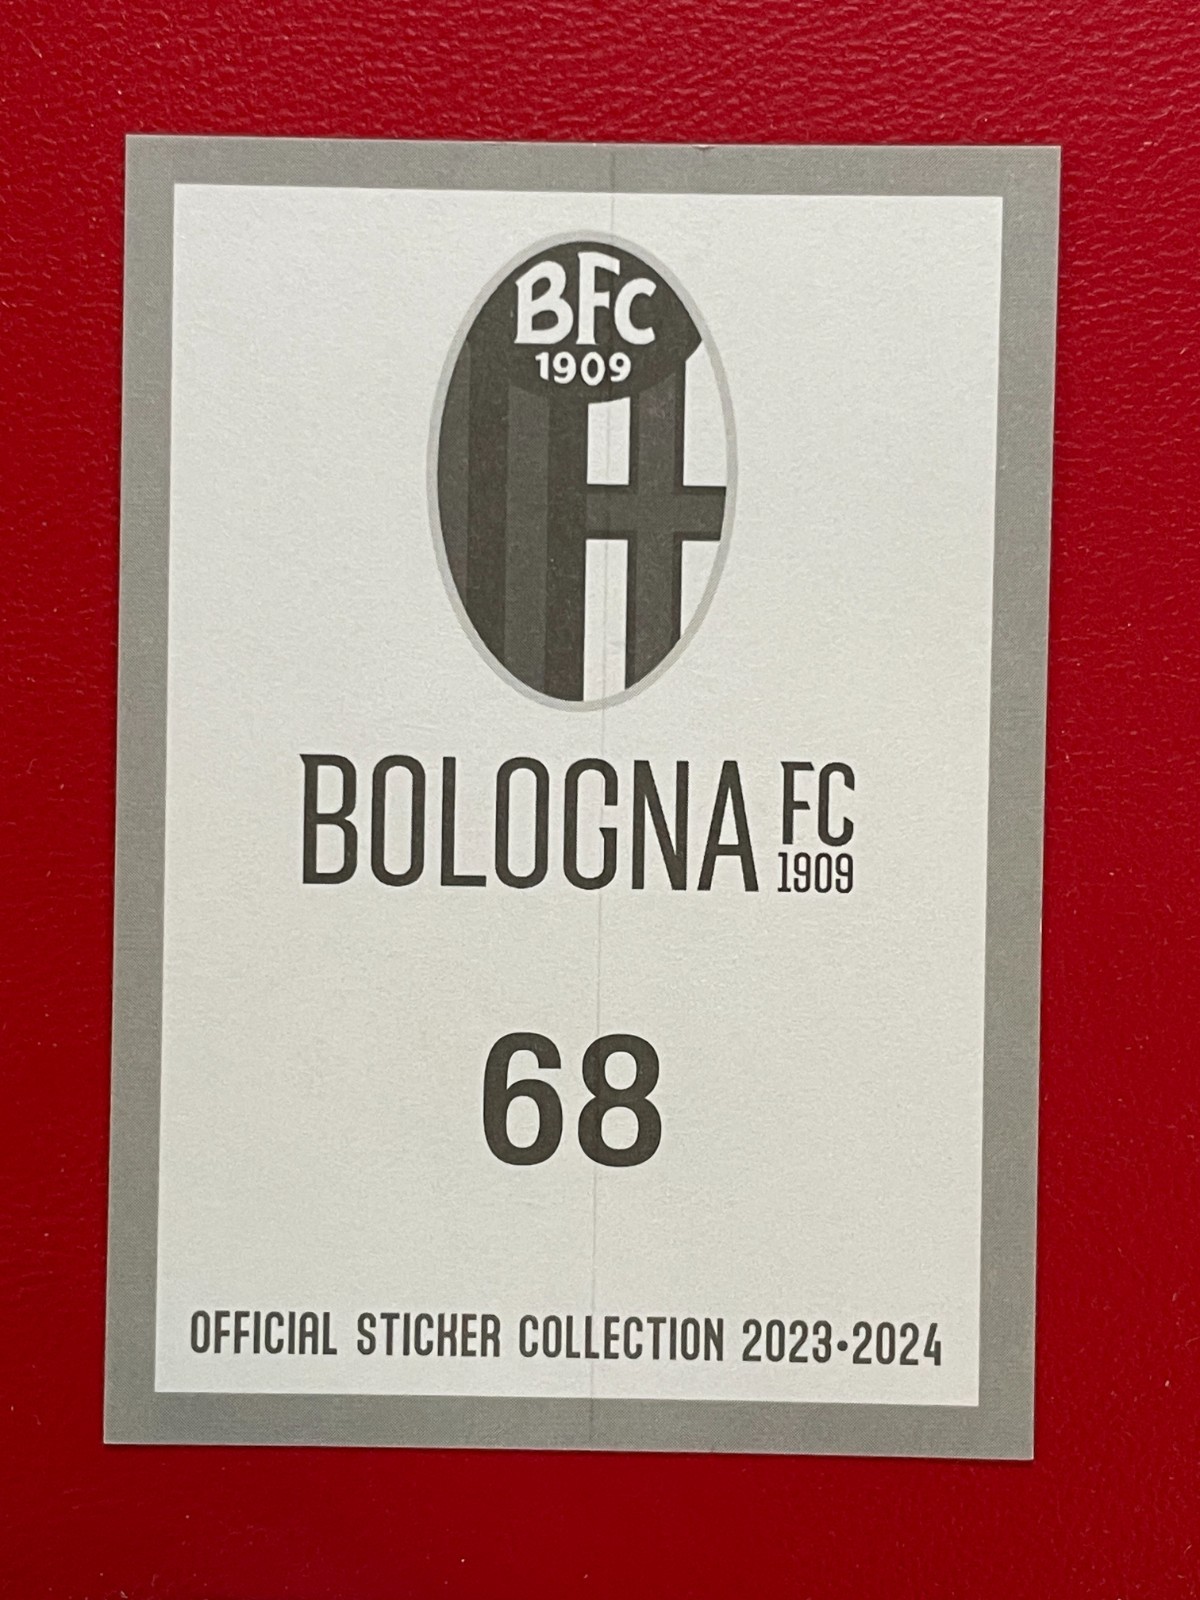 BFC
1909
BOLOGNA FC
1909
68
OFFICIAL STICKER COLLECTION 2023•2024